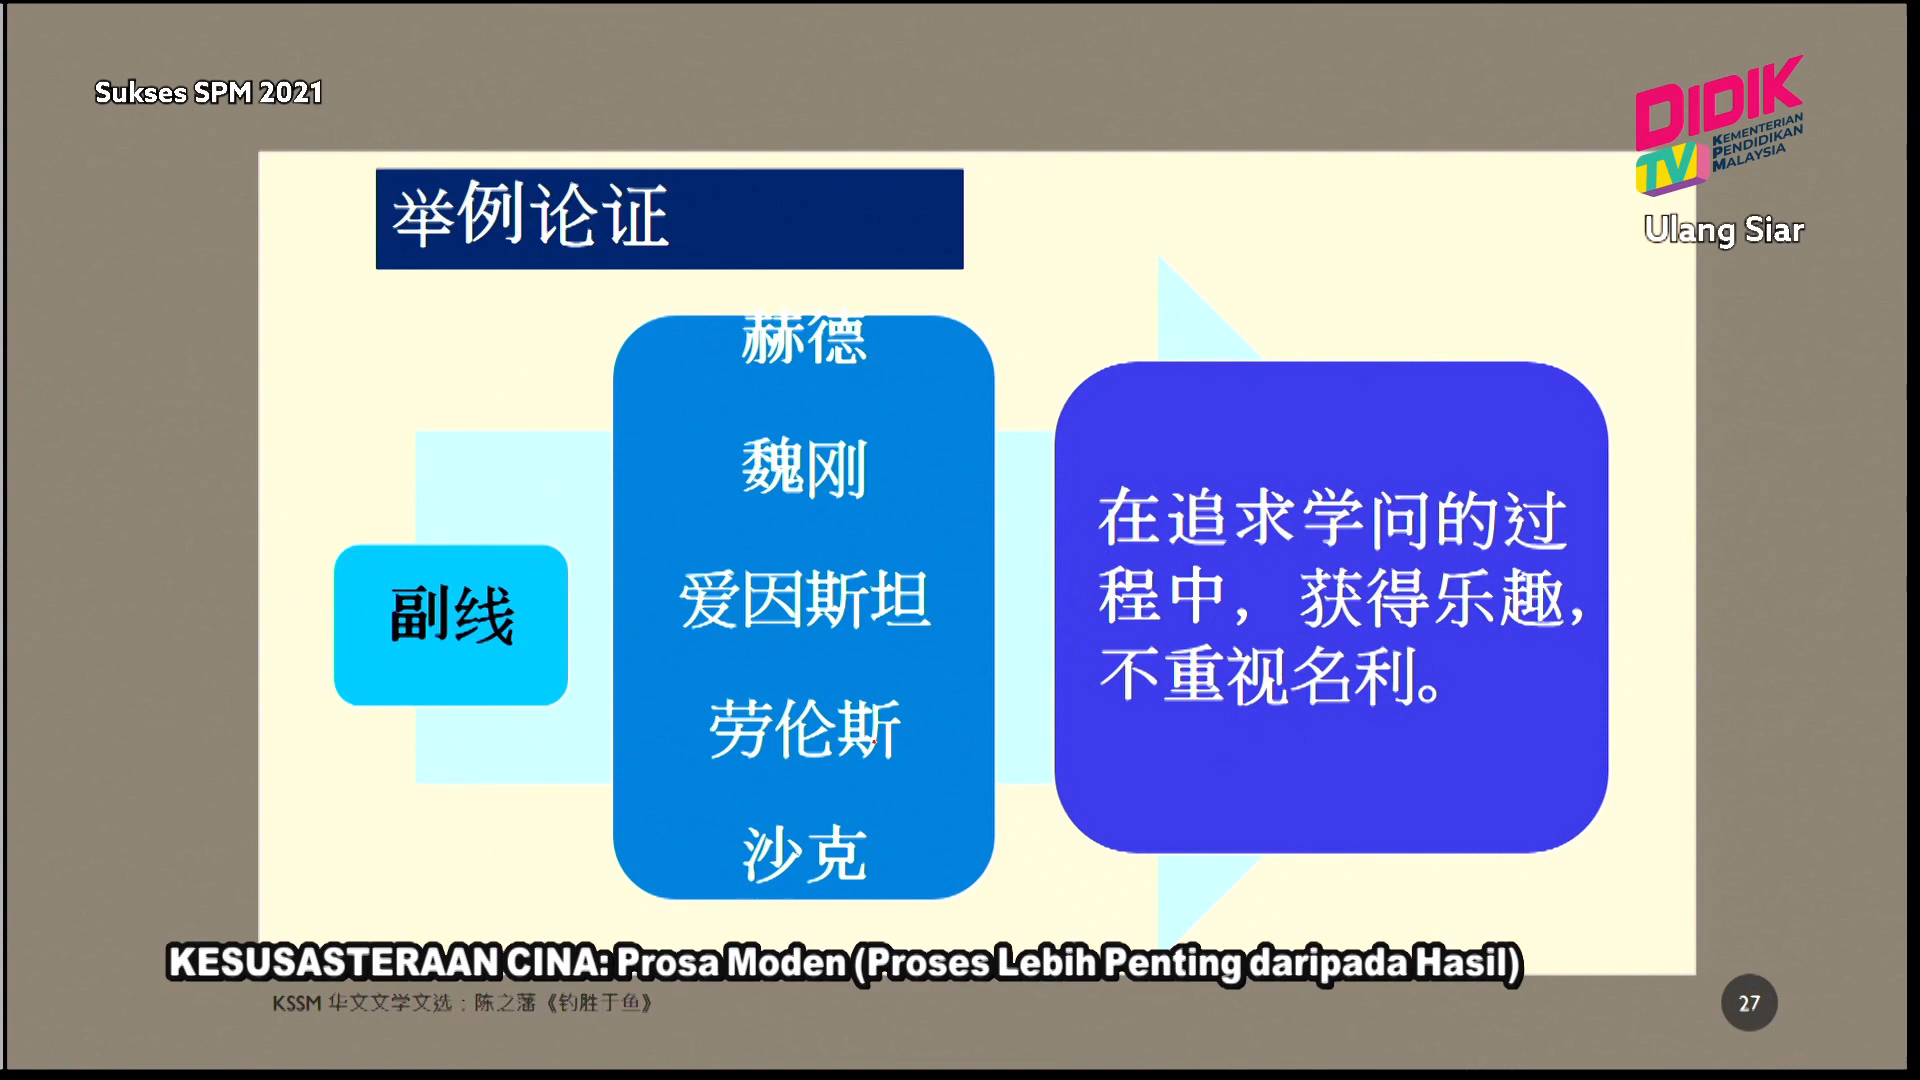 Sukses SPM 2021
DIDIK
TV
KEMENTERIAN
PENDIDIKAN
MALAYSIA
Ulang Siar
举例论证
赫德
魏刚
爱因斯坦
劳伦斯
沙克
副线
在追求学问的过
程中，获得乐趣，
不重视名利。
KESUSASTERAAN CINA: Prosa Moden (Proses Lebih Penting daripada Hasil)
KSSM 华文文学文选：陈之藩《钓胜于鱼》
27